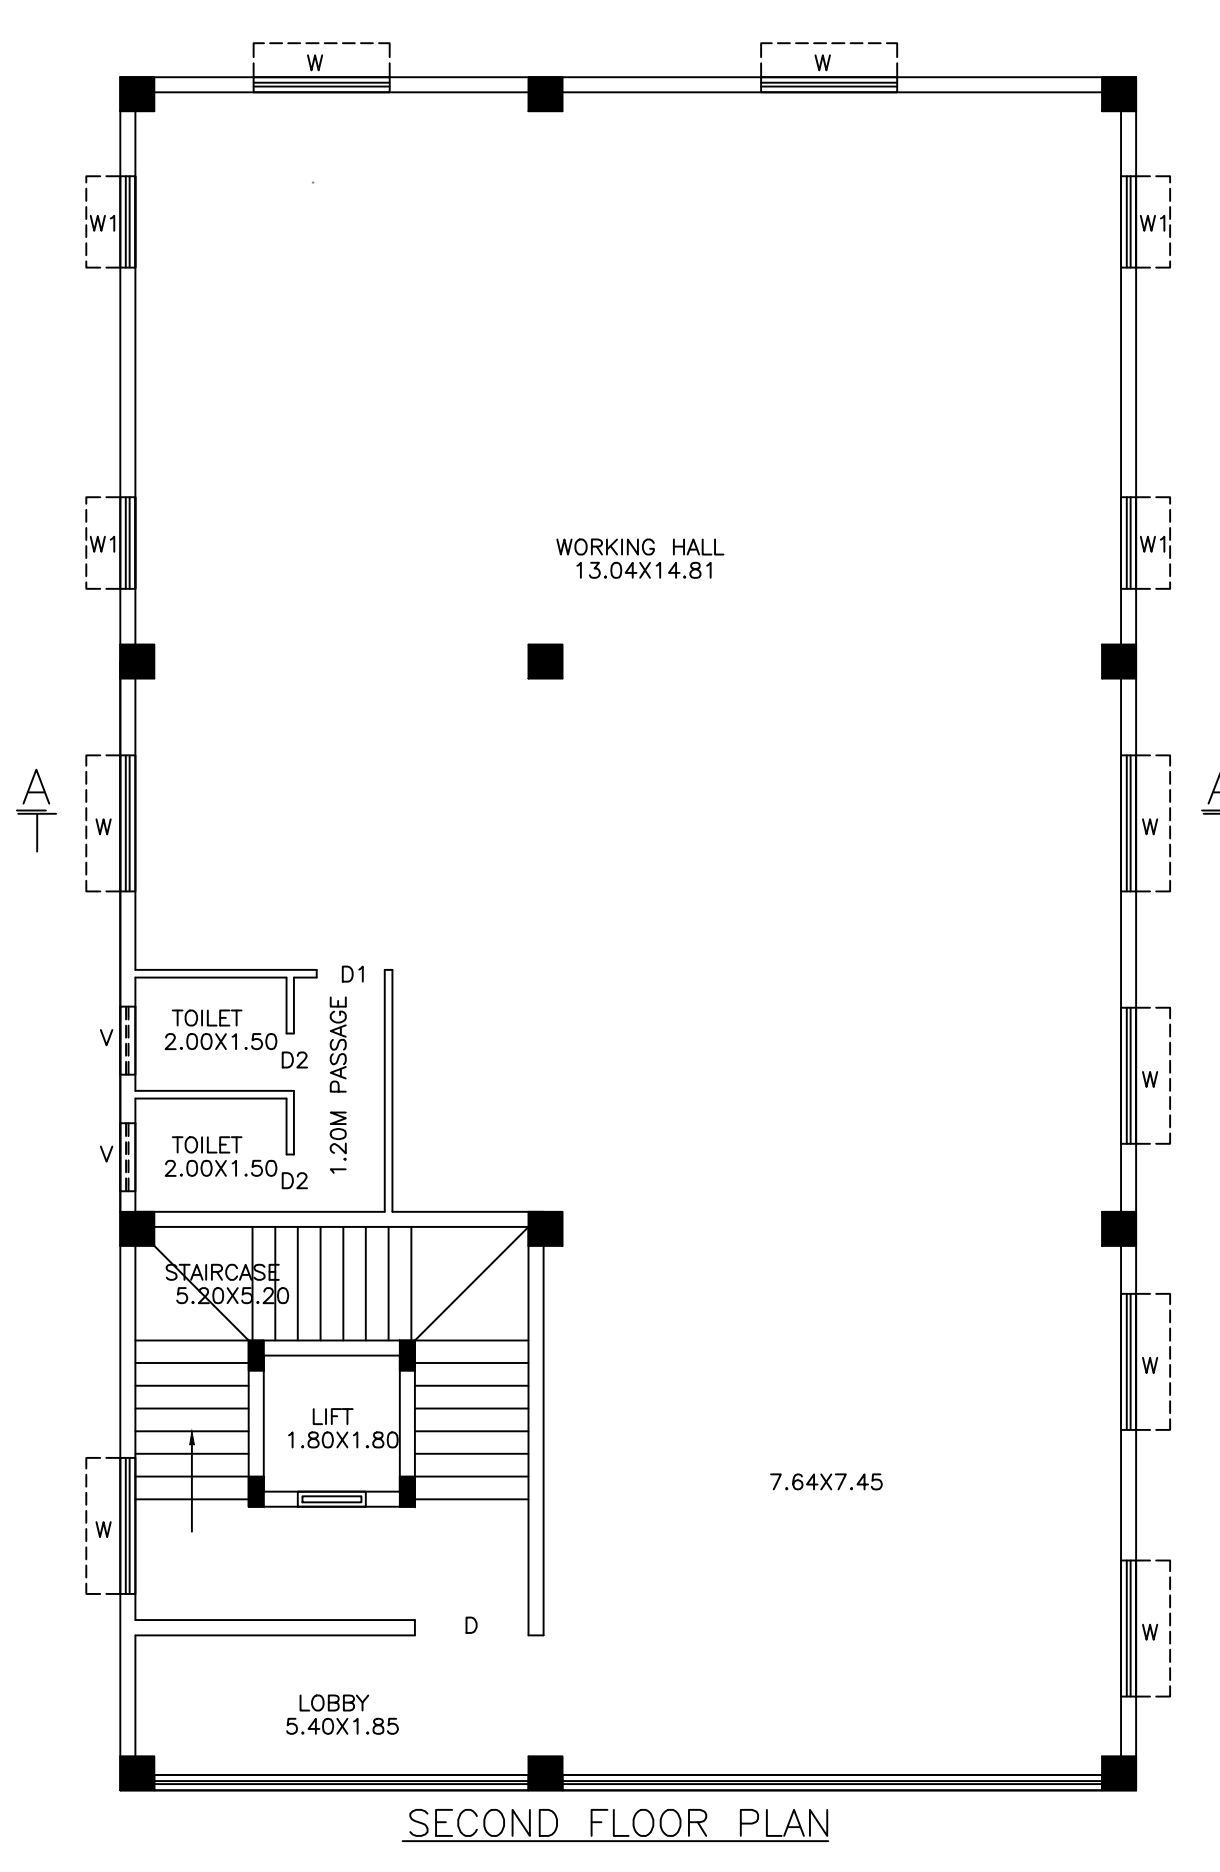 W
W
W1
W1
W1
W1
WORKING HALL
13.04X14.81
A
A
W
W
D1
TOILET
2.00X1.50
V
D2
1.20M PASSAGE
W
TOILET
2.00X1.50
V
D2
STAIRCASE
5.20X5.20
W
LIFT
1.80X1.80
7.64X7.45
W
D
W
LOBBY
5.40X1.85
SECOND FLOOR PLAN